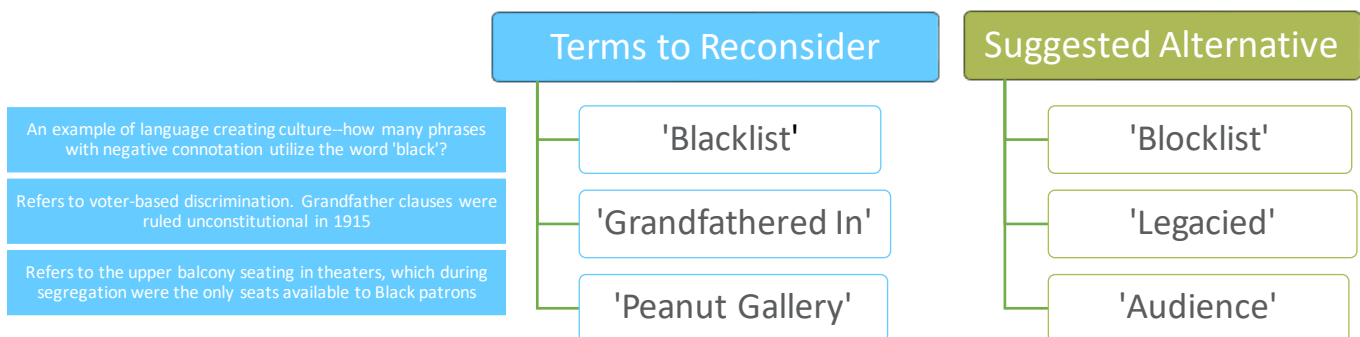 Terms to Reconsider
Suggested Alternative
An example of language creating culture--how many phrases
with negative connotation utilize the word 'black'?
'Blacklist'
'Blocklist'
Refers to voter-based discrimination. Grandfather clauses were
ruled unconstitutional in 1915
'Grandfathered In'
'Legacied'
Refers to the upper balcony seating in theaters, which during
segregation were the only seats available to Black patrons
'Peanut Gallery'
'Audience'